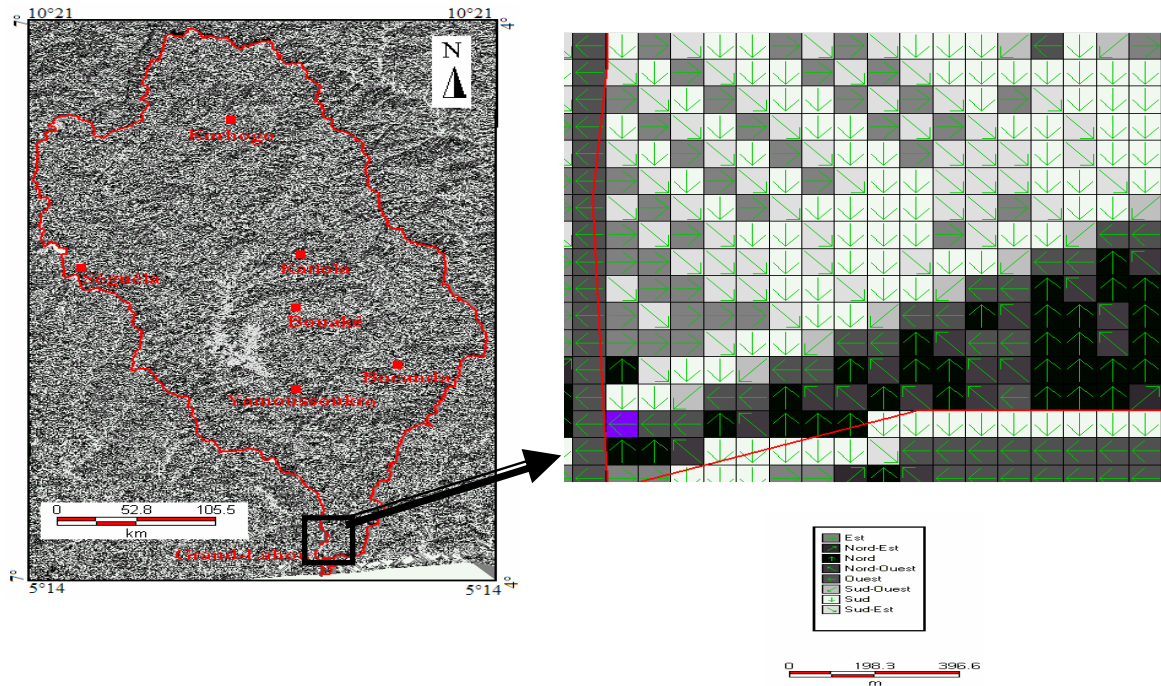 7° 10°21 10°21 4°
N
Korhogo
Séguéla
Katiola
Bouaké
Bocanda
Yamoussoukro
0 52.8 105.5
km
Grand-Lahou
7° 5°14 5°14 4°
Est
Nord-Est
Nord
Nord-Ouest
Ouest
Sud-Ouest
Sud
Sud-Est
0 198.3 396.6
m